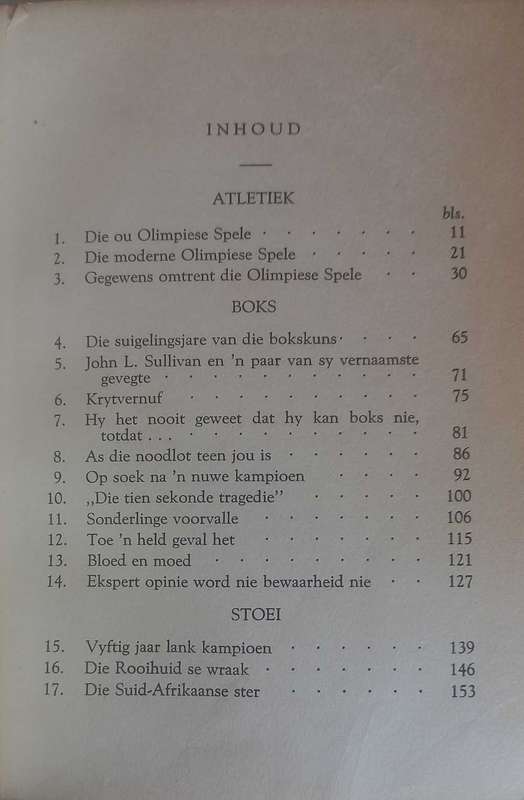 INHOUD
ATLETIEK
bls.
1. Die ou Olimpiese Spele · · · · · · · 11
2. Die moderne Olimpiese Spele · · · · · 21
3. Gegewens omtrent die Olimpiese Spele · · 30
BOKS
4. Die suigelingsjare van die bokskuns · · · · 65
5. John L. Sullivan en 'n paar van sy vernaamste
gevegte · · · · · · · · · · 71
6. Krytvernuf · · · · · · · · · 75
7. Hy het nooit geweet dat hy kan boks nie,
totdat . . . · · · · · · · · · · 81
8. As die noodlot teen jou is · · · · · · 86
9. Op soek na 'n nuwe kampioen · · · · 92
10. „Die tien sekonde tragedie” · · · · · 100
11. Sonderlinge voorvalle · · · · · · · 106
12. Toe 'n held geval het · · · · · · · 115
13. Bloed en moed · · · · · · · · · 121
14. Ekspert opinie word nie bewaarheid nie · · 127
STOEI
15. Vyftig jaar lank kampioen · · · · · · 139
16. Die Rooihuid se wraak · · · · · · · 146
17. Die Suid-Afrikaanse ster · · · · · · 153